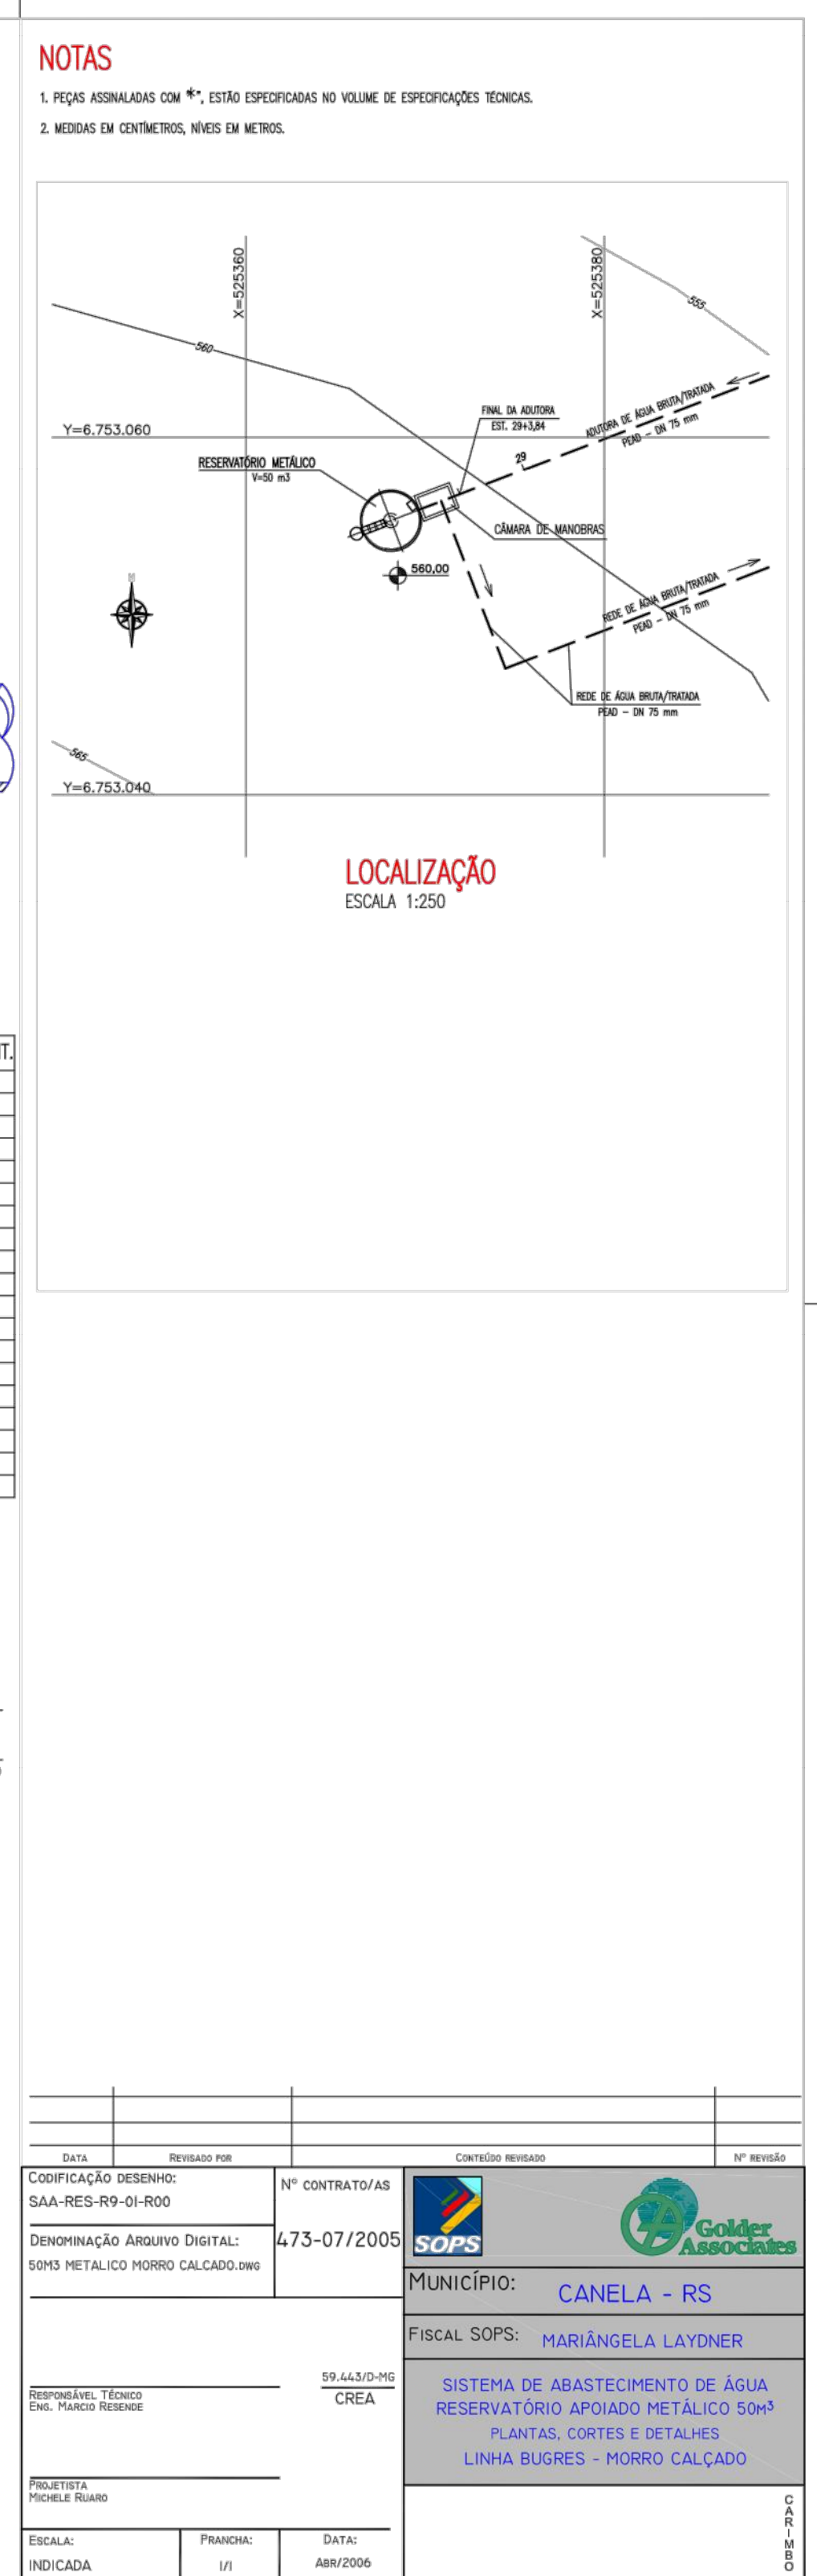 NOTAS
1. PEÇAS ASSINALADAS COM *", ESTÃO ESPECIFICADAS NO VOLUME DE ESPECIFICAÇÕES TÉCNICAS.
2. MEDIDAS EM CENTÍMETROS, NÍVEIS EM METROS.
X=525360
X=525380
555
560
ADUTORA DE ÁGUA BRUTA/TRATADA
PEAD - DN 75 mm
FINAL DA ADUTORA
EST. 29+3,84
Y=6.753.060
29
RESERVATÓRIO METÁLICO
V=50 m3
CÂMARA DE MANOBRAS
560,00
N
REDE DE ÁGUA BRUTA/TRATADA
PEAD - DN 75 mm
REDE DE ÁGUA BRUTA/TRATADA
PEAD - DN 75 mm
565
Y=6.753.040
LOCALIZAÇÃO
ESCALA 1:250
IT.
DATA REVISADO POR CONTEÚDO REVISADO Nº REVISÃO
CODIFICAÇÃO DESENHO:
SAA-RES-R9-01-R00
Nº CONTRATO/AS
473-07/2005
DENOMINAÇÃO ARQUIVO DIGITAL:
50M3 METALICO MORRO CALCADO.DWG
SOPS
Golder
Associates
MUNICÍPIO: CANELA - RS
FISCAL SOPS: MARIÂNGELA LAYDNER
59.443/D-MG
CREA
RESPONSÁVEL TÉCNICO
ENG. MARCIO RESENDE
SISTEMA DE ABASTECIMENTO DE ÁGUA
RESERVATÓRIO APOIADO METÁLICO 50M³
PLANTAS, CORTES E DETALHES
LINHA BUGRES - MORRO CALÇADO
PROJETISTA
MICHELE RUARO
CARIMBO
ESCALA:
INDICADA
PRANCHA:
1/1
DATA:
ABR/2006